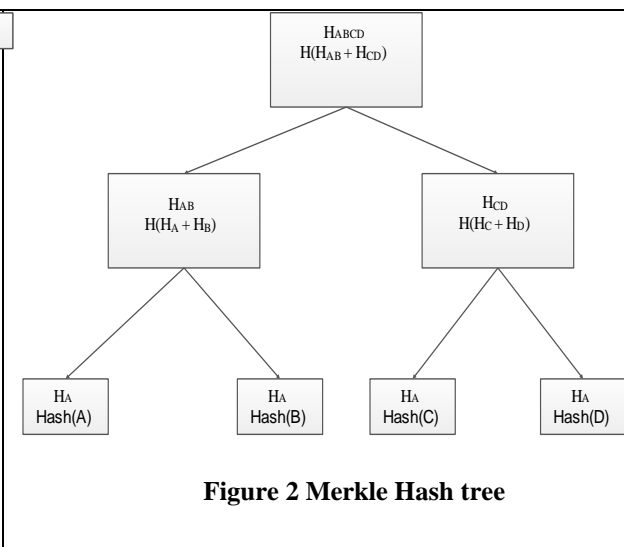 HABCD
H(HAB + HCD)
HAB
H(HA + HB)
HCD
H(HC + HD)
HA
Hash(A)
HA
Hash(B)
HA
Hash(C)
HA
Hash(D)
Figure 2 Merkle Hash tree